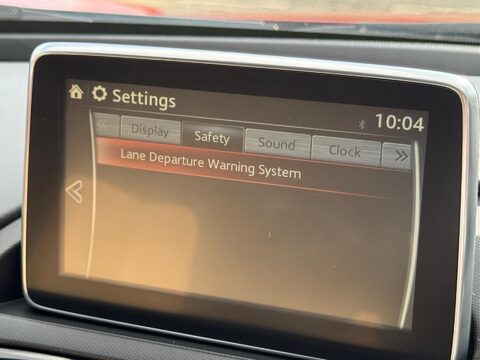 Settings
10:04
Display
Safety
Sound
Clock
Lane Departure Warning System